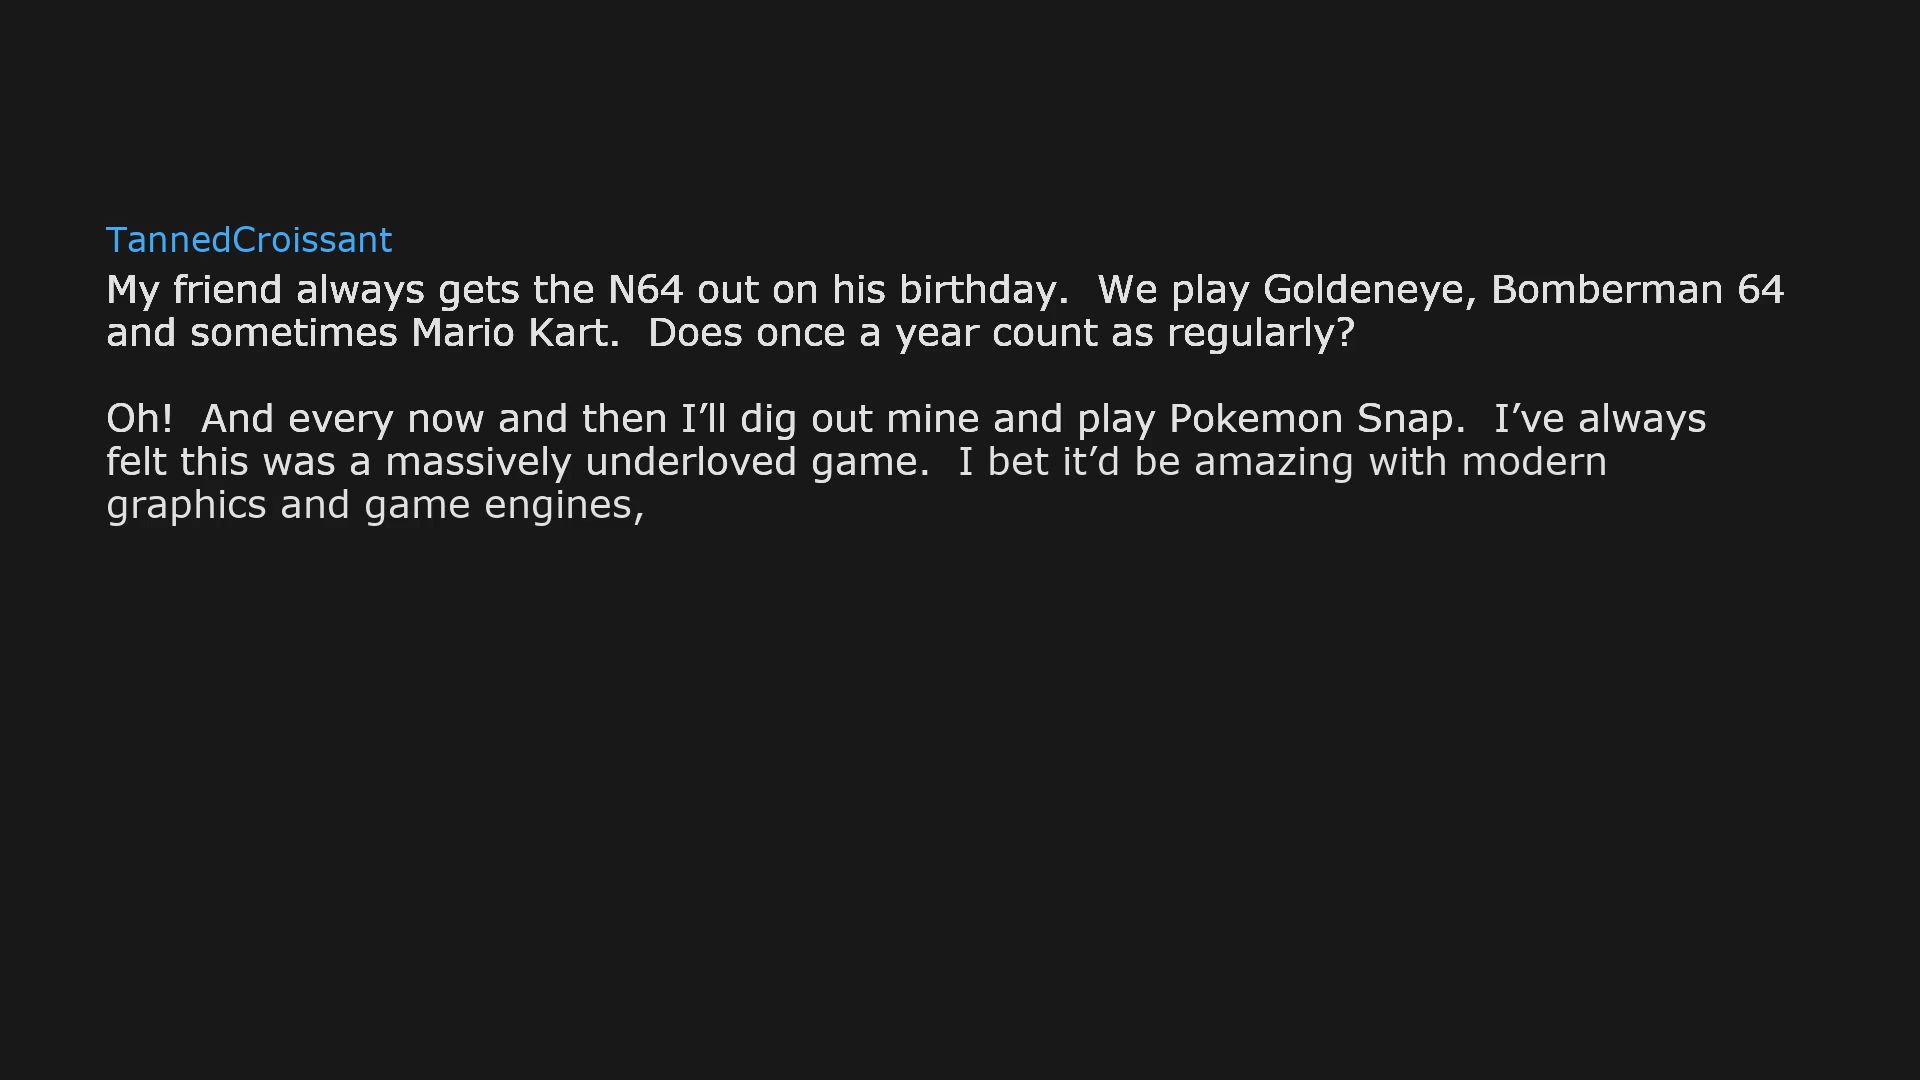 TannedCroissant
My friend always gets the N64 out on his birthday.  We play Goldeneye, Bomberman 64
and sometimes Mario Kart.  Does once a year count as regularly?
Oh!  And every now and then I’ll dig out mine and play Pokemon Snap.  I’ve always
felt this was a massively underloved game.  I bet it’d be amazing with modern
graphics and game engines,